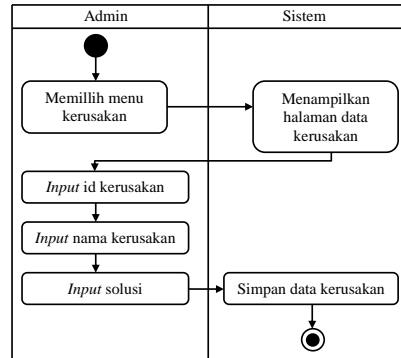 Admin
Sistem
Memillih menu
kerusakan
Menampilkan
halaman data
kerusakan
Input id kerusakan
Input nama kerusakan
Input solusi
Simpan data kerusakan